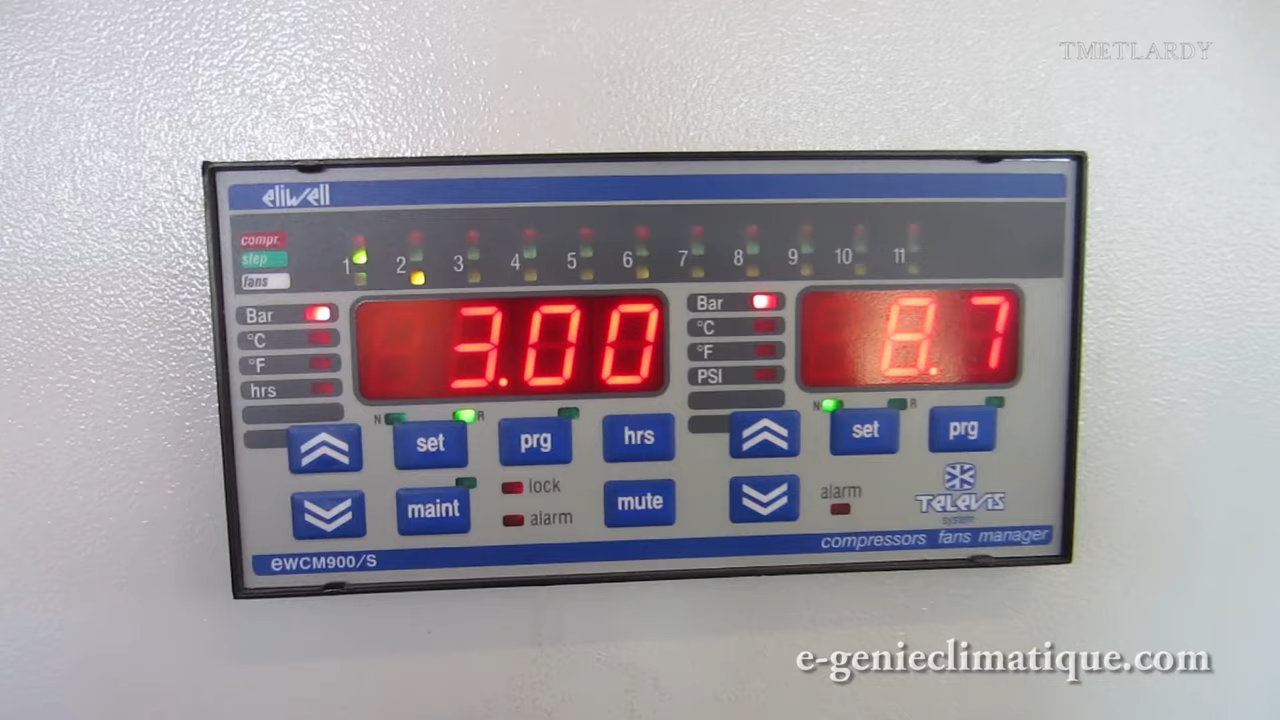 TMETLARDY
eliwell
compr.
step
fans
1 2 3 4 5 6 7 8 9 10 11
Bar
°C
°F
hrs
3.00
Bar
°C
°F
PSI
8.7
N R
set
prg
hrs
N R
set
prg
maint
lock
alarm
mute
alarm
TELEVIS
system
compressors fans manager
eWCM900/S
e-genieclimatique.com